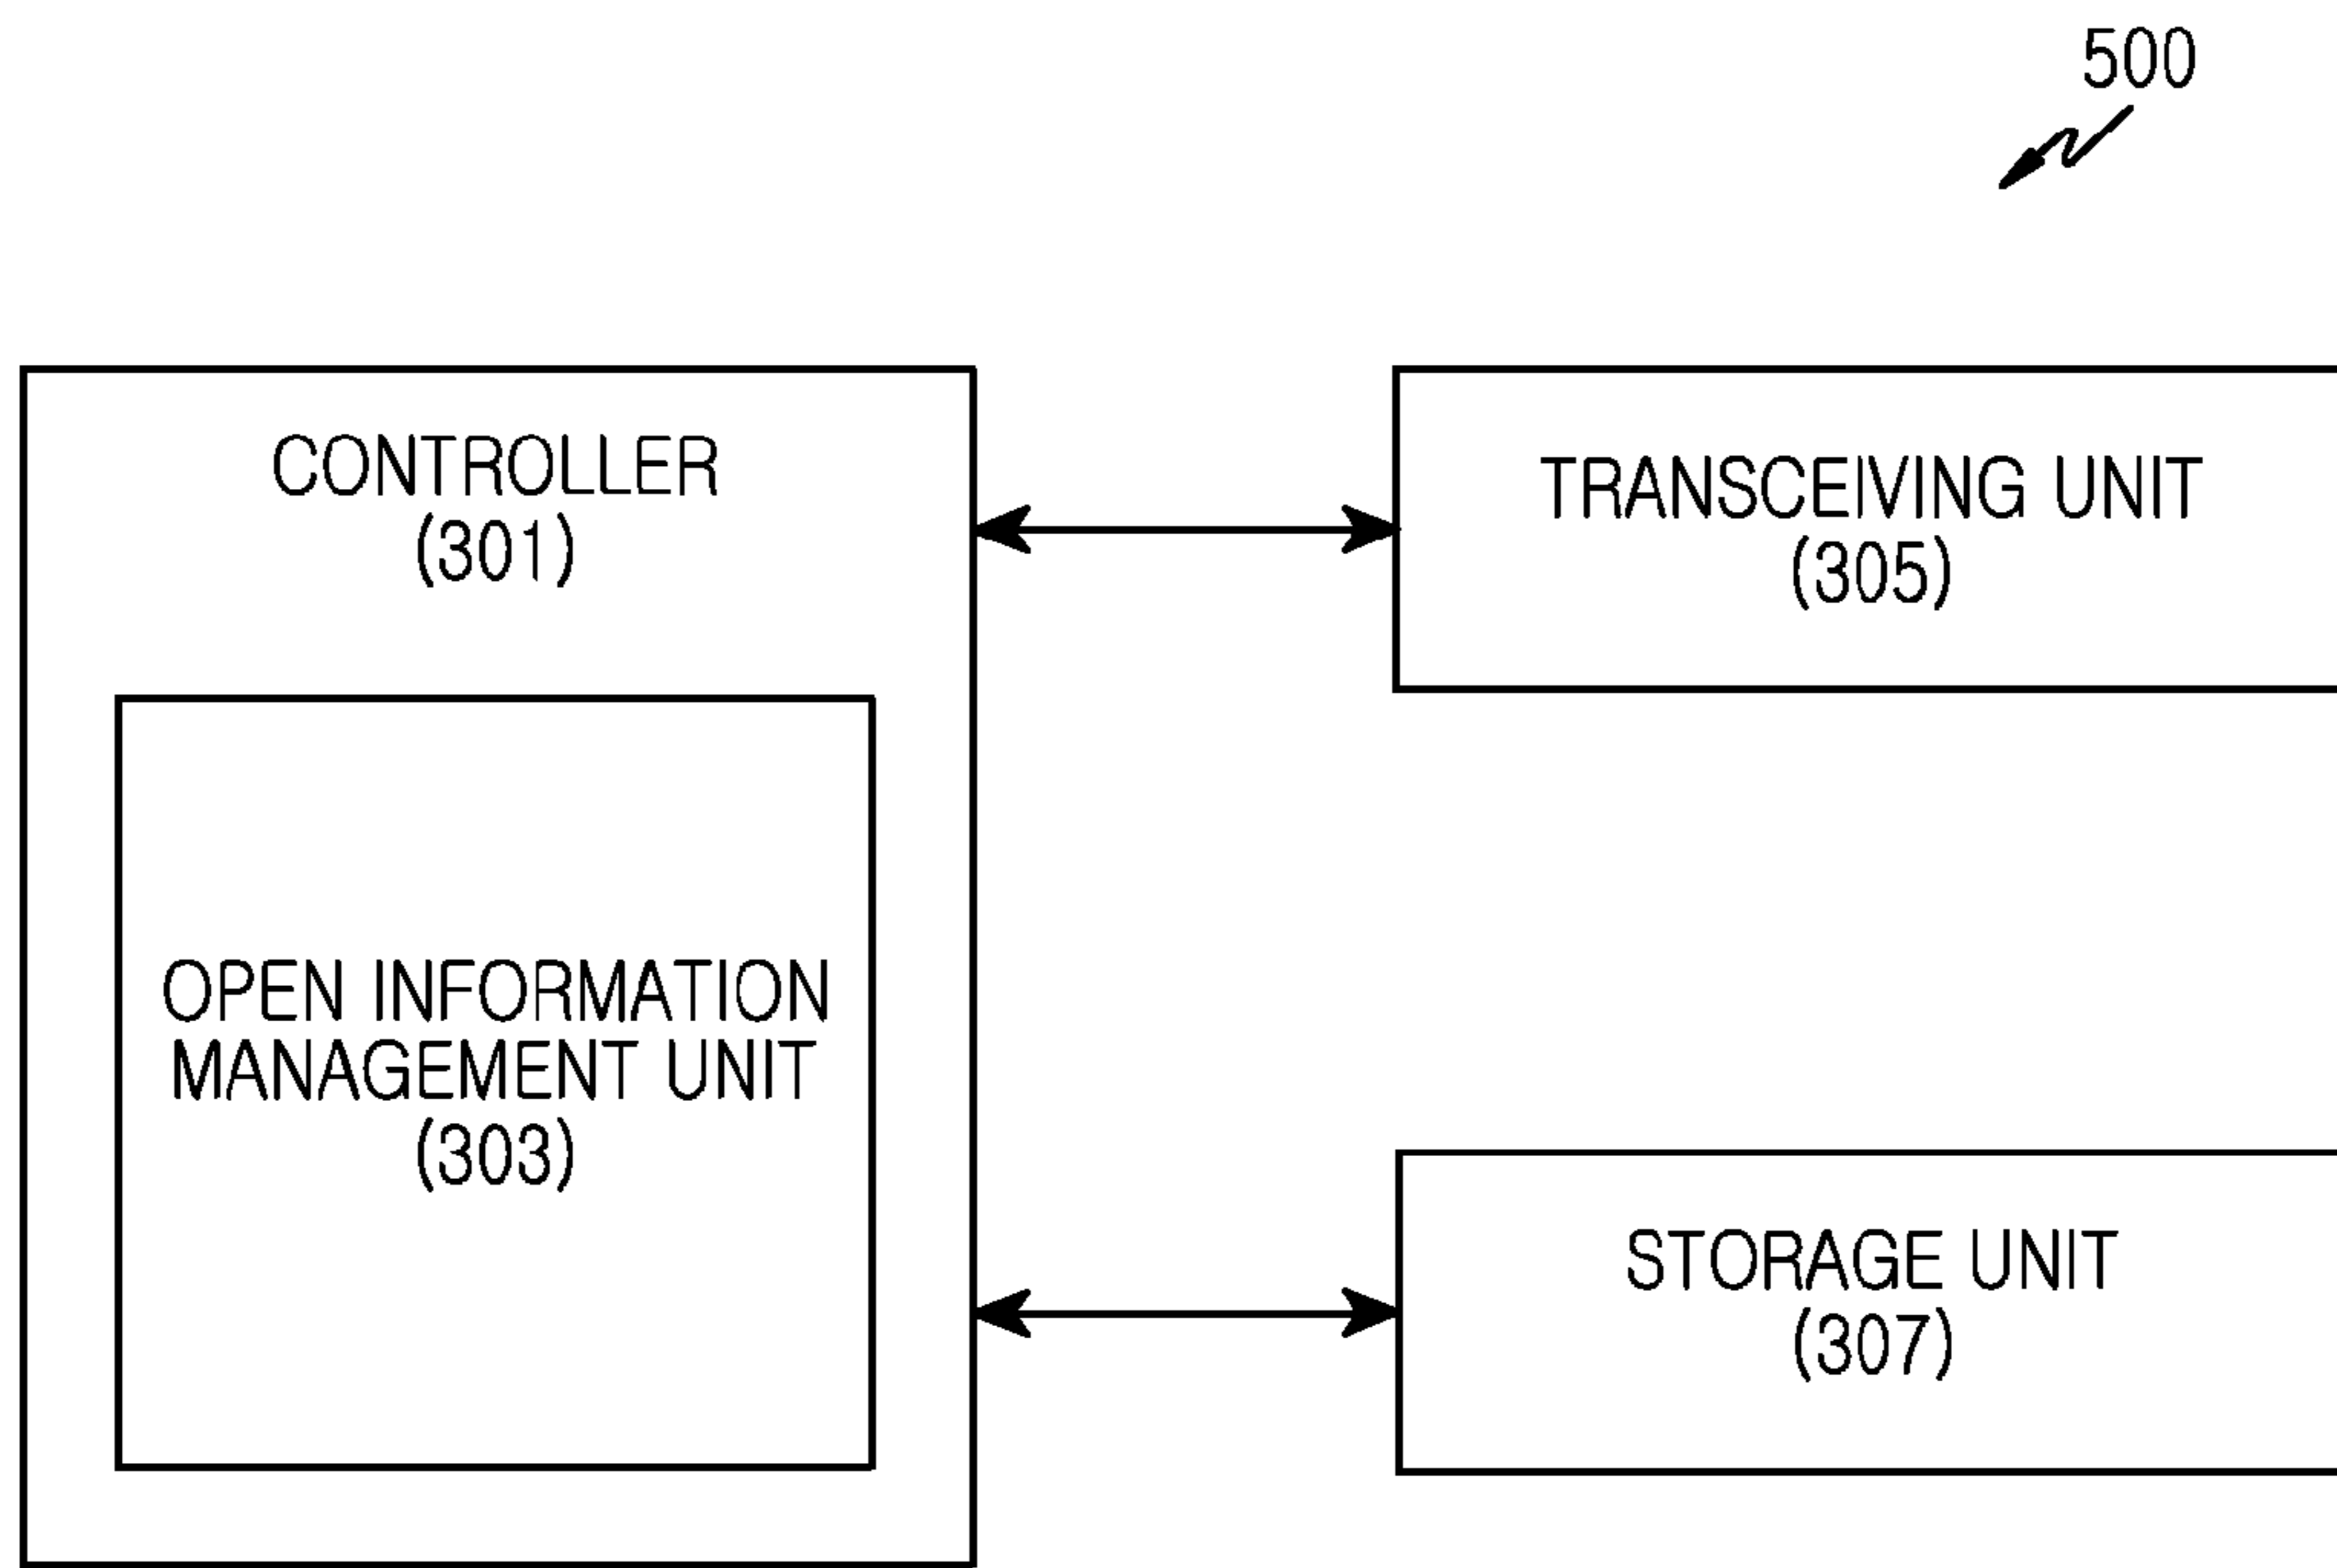 500
CONTROLLER
(301)
TRANSCEIVING UNIT
(305)
OPEN INFORMATION
MANAGEMENT UNIT
(303)
STORAGE UNIT
(307)